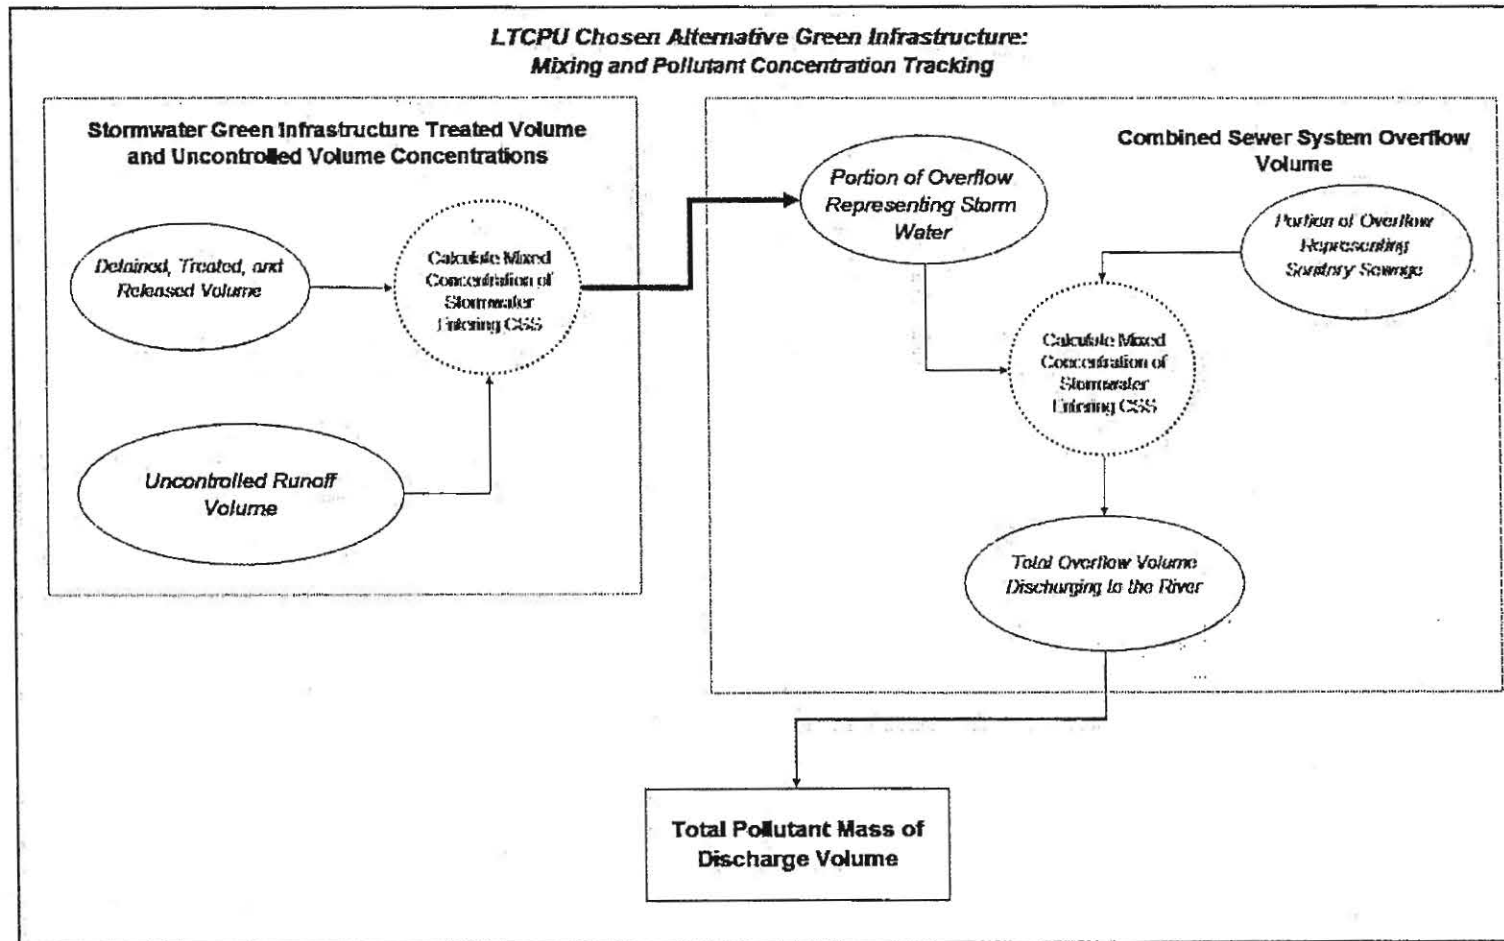 LTCPU Chosen Alternative Green Infrastructure:
Mixing and Pollutant Concentration Tracking
Stormwater Green Infrastructure Treated Volume
and Uncontrolled Volume Concentrations
Detained, Treated, and
Released Volume
Calculate Mixed
Concentration of
Stormwater
Entering CSS
Uncontrolled Runoff
Volume
Combined Sewer System Overflow
Volume
Portion of Overflow
Representing Storm
Water
Portion of Overflow
Representing
Sanitary Sewage
Calculate Mixed
Concentration of
Stormwater
Entering CSS
Total Overflow Volume
Discharging to the River
Total Pollutant Mass of
Discharge Volume